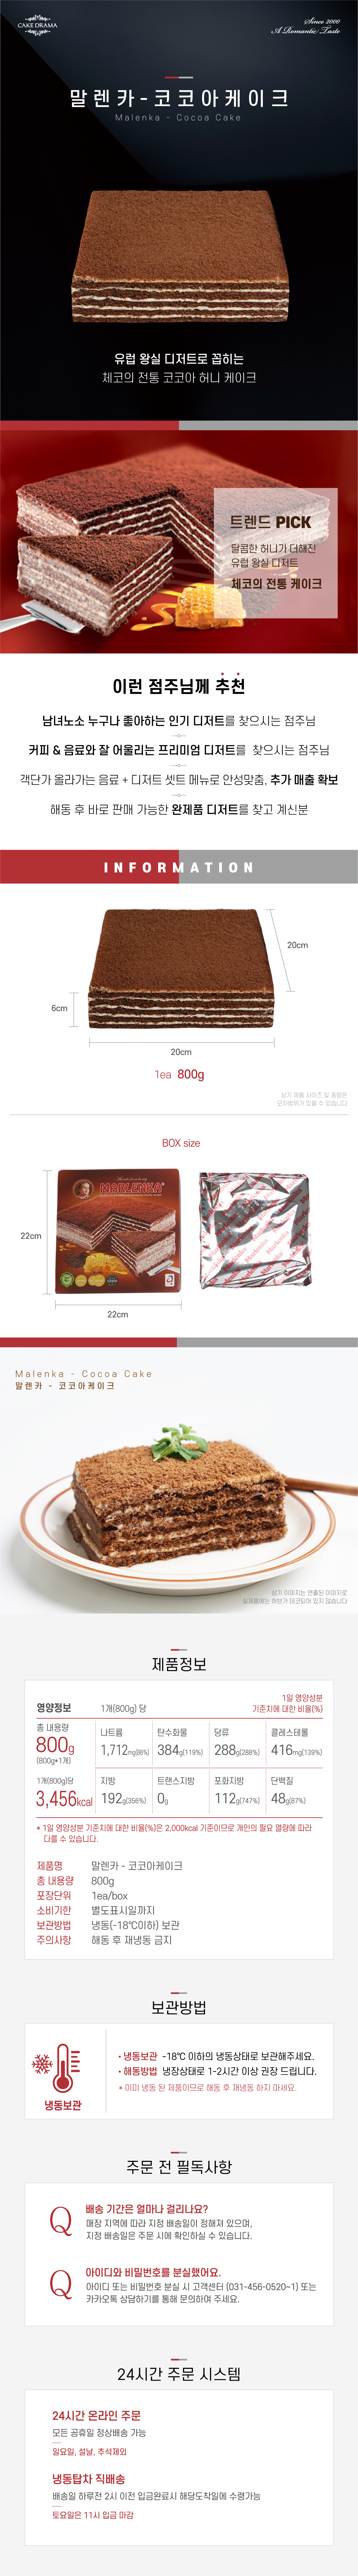 CAKE DRAMA
Since 2000
A Romantic Taste
말렌카-코코아케이크
Malenka - Cocoa Cake
유럽 왕실 디저트로 꼽히는
체코의 전통 코코아 허니 케이크
트렌드 PICK
달콤한 허니가 더해진
유럽 왕실 디저트
체코의 전통 케이크
이런 점주님께 추천
남녀노소 누구나 좋아하는 인기 디저트를 찾으시는 점주님
커피 & 음료와 잘 어울리는 프리미엄 디저트를 찾으시는 점주님
객단가 올라가는 음료 + 디저트 셋트 메뉴로 안성맞춤, 추가 매출 확보
해동 후 바로 판매 가능한 완제품 디저트를 찾고 계신분
INFORMATION
20cm
6cm
20cm
1ea 800g
상기 제품 사이즈 및 중량은
오차범위가 있을 수 있습니다
BOX size
MARLENKA
22cm
22cm
Malenka - Cocoa Cake
말렌카 - 코코아케이크
상기 이미지는 연출된 이미지로
실제품에는 허브가 데코되어 있지 않습니다
제품정보
영양정보 1개(800g) 당
1일 영양성분
기준치에 대한 비율(%)
총 내용량
800g
(800g*1개)
1개(800g)당
3,456kcal
나트륨 탄수화물 당류 콜레스테롤
1,712mg(86%) 384g(119%) 288g(288%) 416mg(139%)
지방 트랜스지방 포화지방 단백질
192g(356%) 0g 112g(747%) 48g(87%)
* 1일 영양성분 기준치에 대한 비율(%)은 2,000kcal 기준이므로 개인의 필요 열량에 따라
다를 수 있습니다.
제품명 말렌카 - 코코아케이크
총 내용량 800g
포장단위 1ea/box
소비기한 별도표시일까지
보관방법 냉동(-18℃이하) 보관
주의사항 해동 후 재냉동 금지
보관방법
냉동보관
• 냉동보관 -18℃ 이하의 냉동상태로 보관해주세요.
• 해동방법 냉장상태로 1-2시간 이상 권장 드립니다.
* 이미 냉동 된 제품이므로 해동 후 재냉동 하지 마세요.
주문 전 필독사항
Q
배송 기간은 얼마나 걸리나요?
매장 지역에 따라 지정 배송일이 정해져 있으며,
지정 배송일은 주문 시에 확인하실 수 있습니다.
Q
아이디와 비밀번호를 분실했어요.
아이디 또는 비밀번호 분실 시 고객센터 (031-456-0520~1) 또는
카카오톡 상담하기를 통해 문의하여 주세요.
24시간 주문 시스템
24시간 온라인 주문
모든 공휴일 정상배송 가능
일요일, 설날, 추석제외
냉동탑차 직배송
배송일 하루전 2시 이전 입금완료시 해당도착일에 수령가능
토요일은 11시 입금 마감